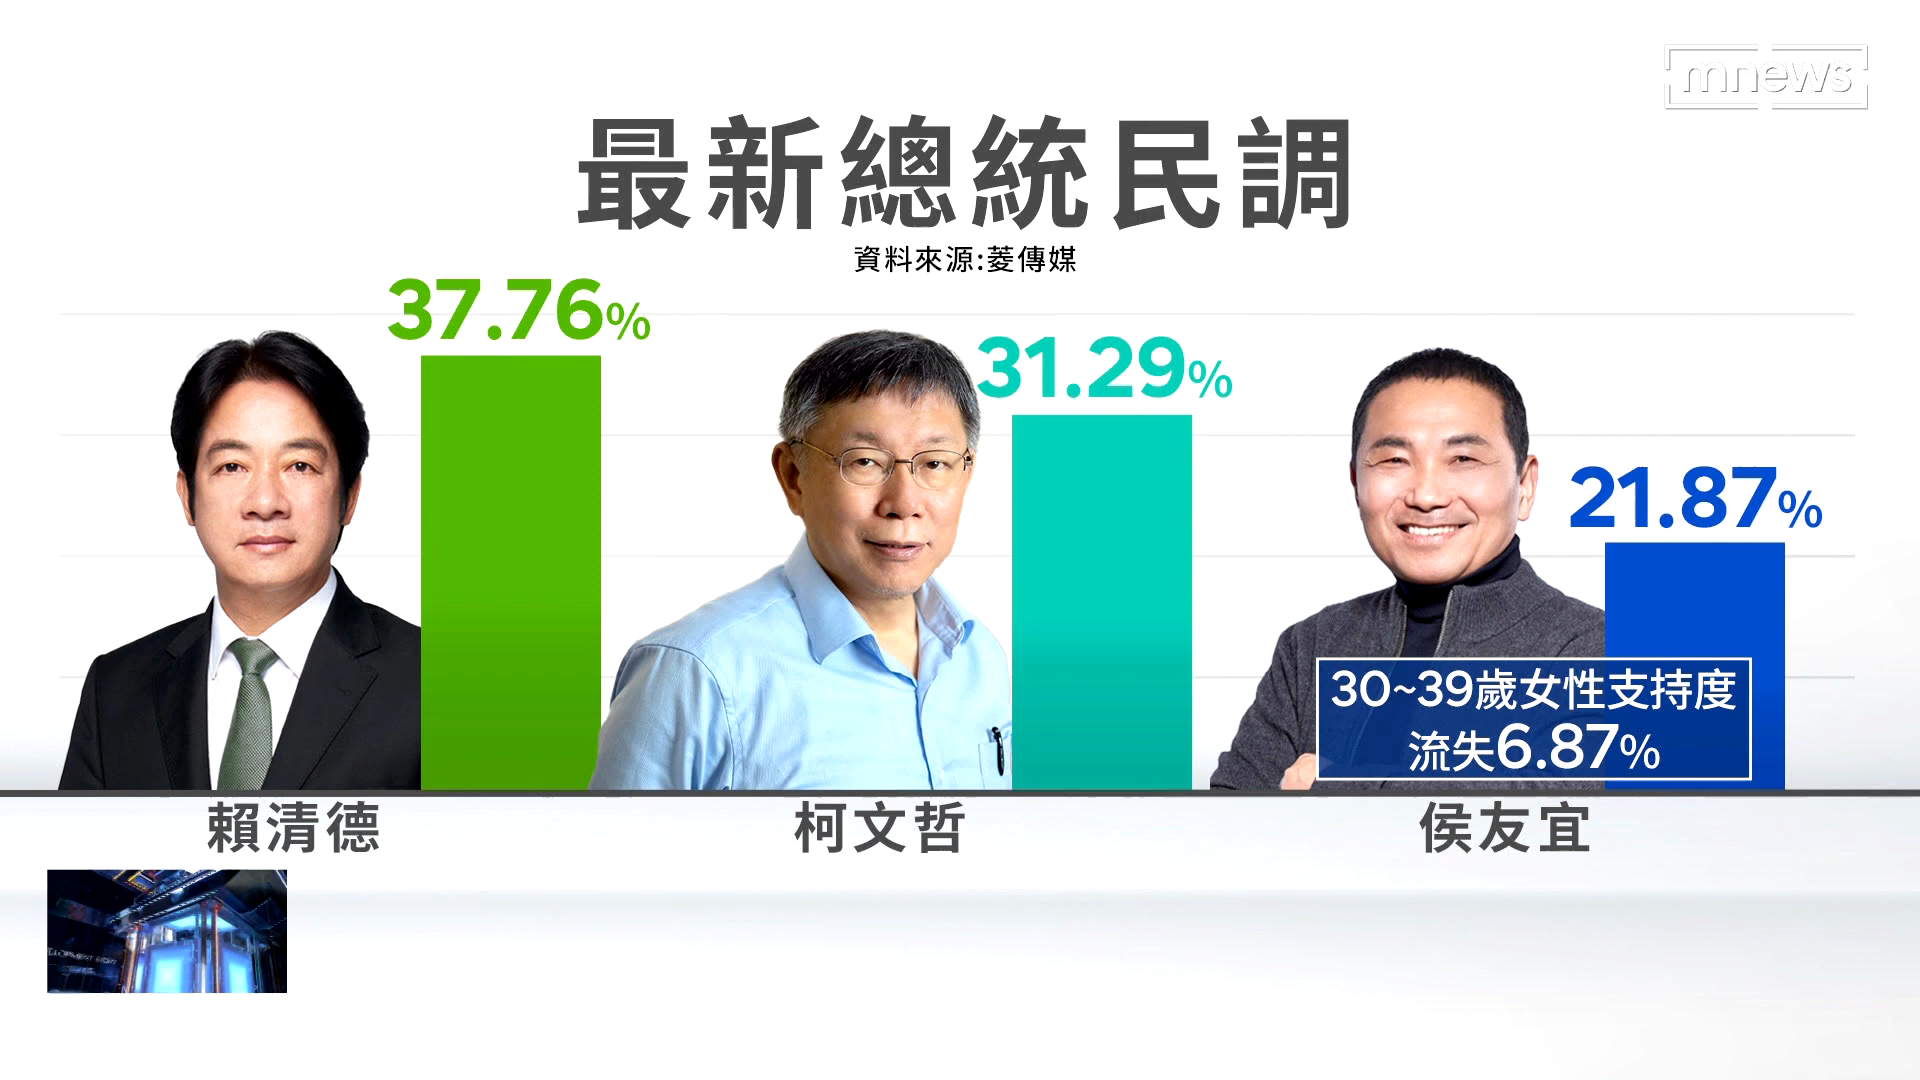 mnews
最新總統民調
資料來源:菱傳媒
37.76%
31.29%
21.87%
30~39歲女性支持度
流失6.87%
賴清德
柯文哲
侯友宜